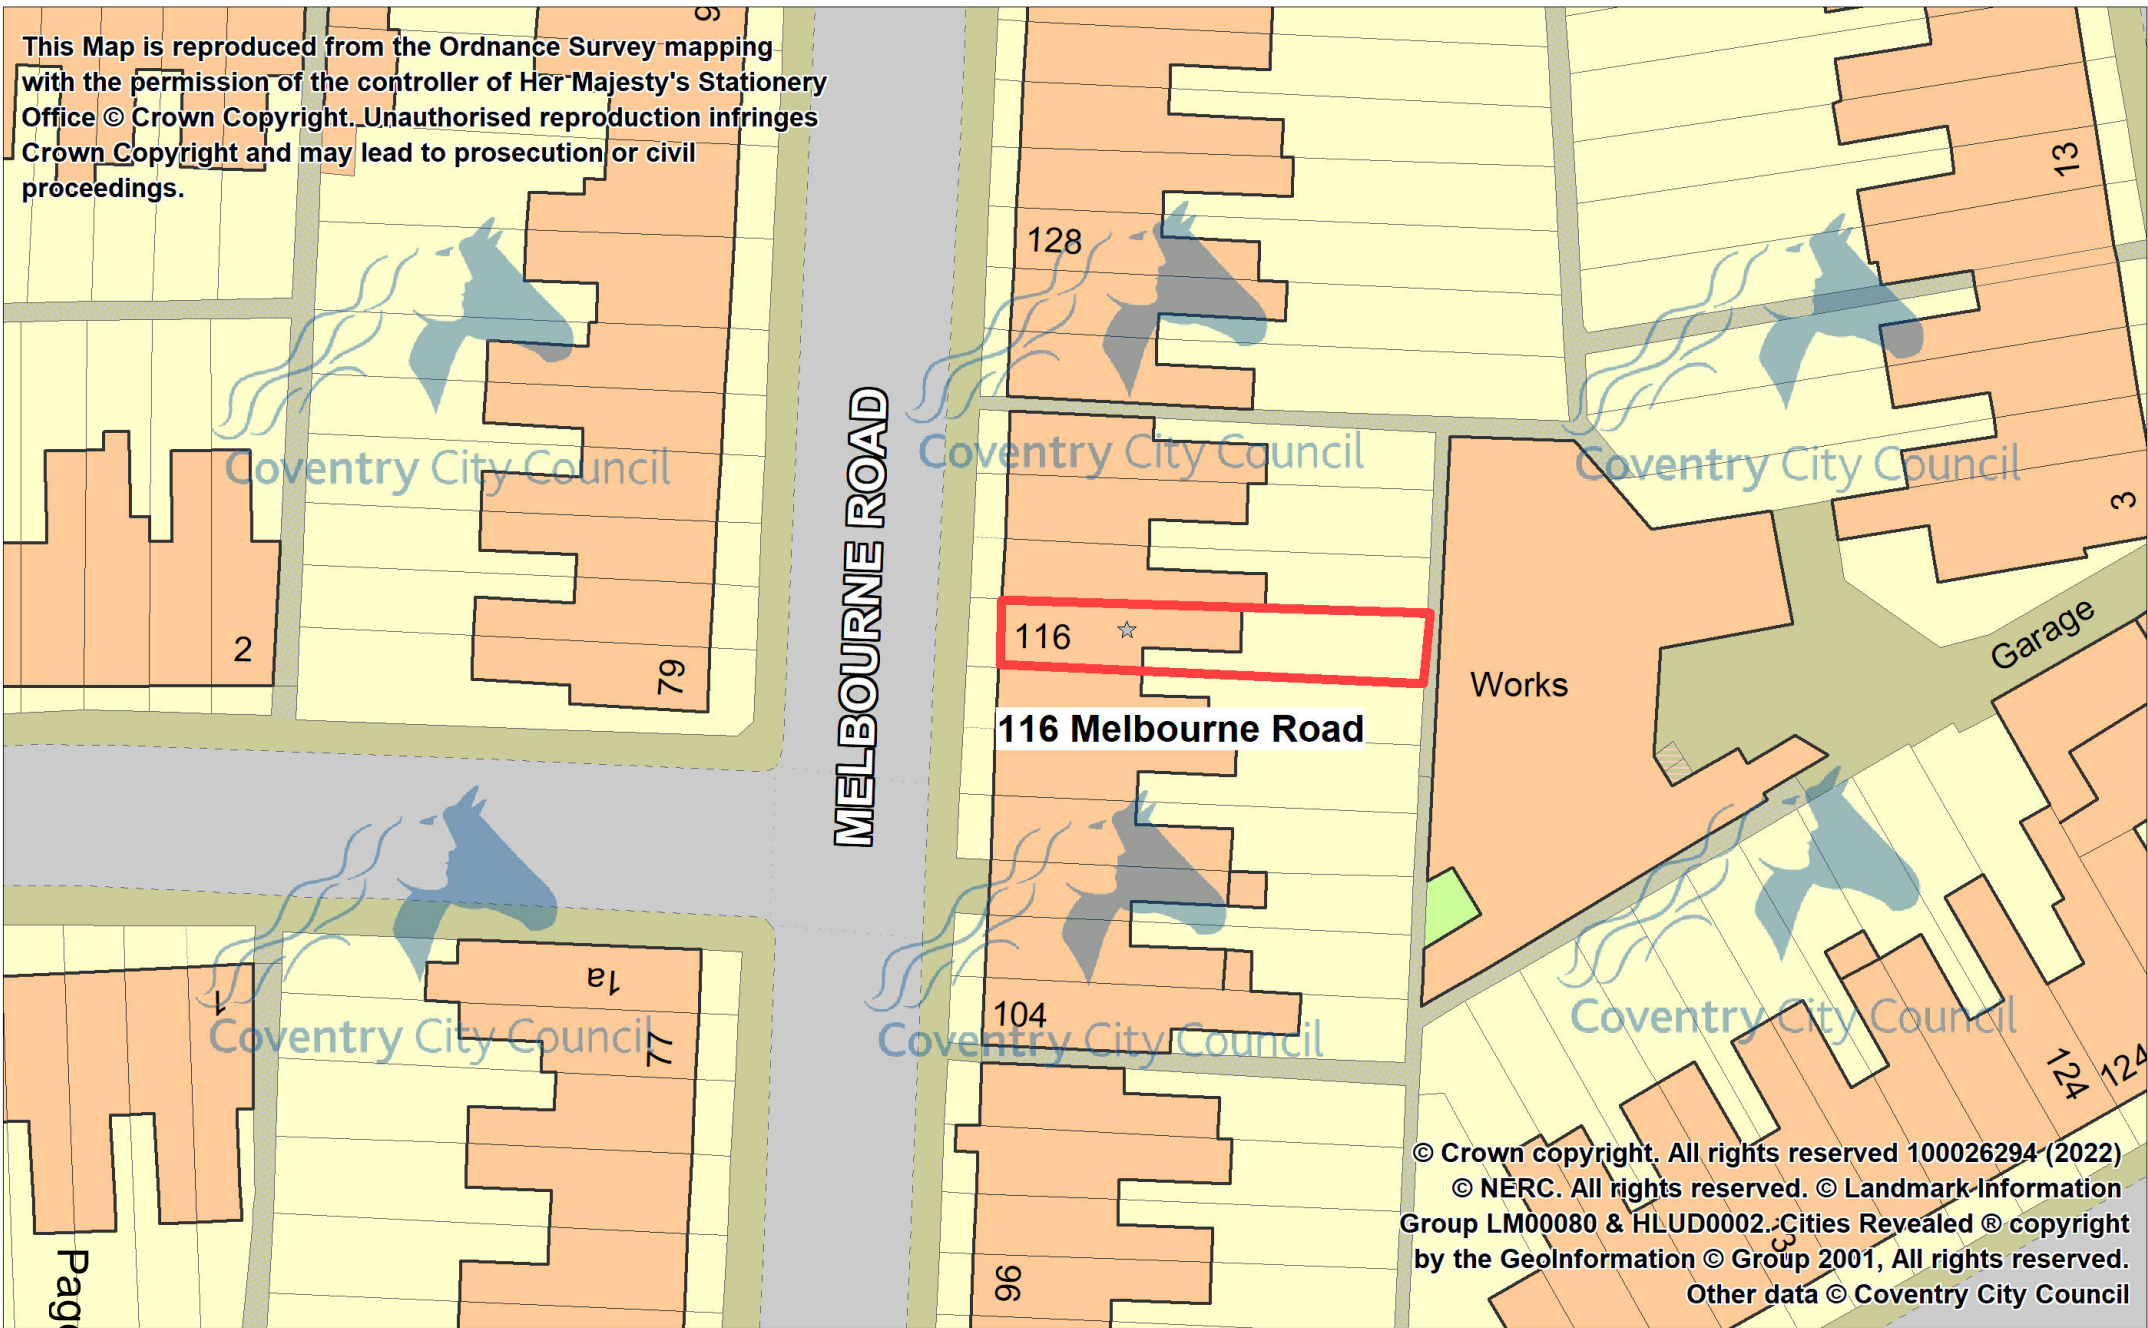 This Map is reproduced from the Ordnance Survey mapping
with the permission of the controller of Her Majesty's Stationery
Office © Crown Copyright. Unauthorised reproduction infringes
Crown Copyright and may lead to prosecution or civil
proceedings.
128
13
Coventry City Council
Coventry City Council
Coventry City Council
3
MELBOURNE ROAD
2
79
116
Works
Garage
116 Melbourne Road
1a
1
77
104
Coventry City Council
Coventry City Council
Coventry City Council
124
124
96
3
© Crown copyright. All rights reserved 100026294 (2022)
© NERC. All rights reserved. © Landmark Information
Group LM00080 & HLUD0002. Cities Revealed ® copyright
by the GeoInformation © Group 2001, All rights reserved.
Other data © Coventry City Council